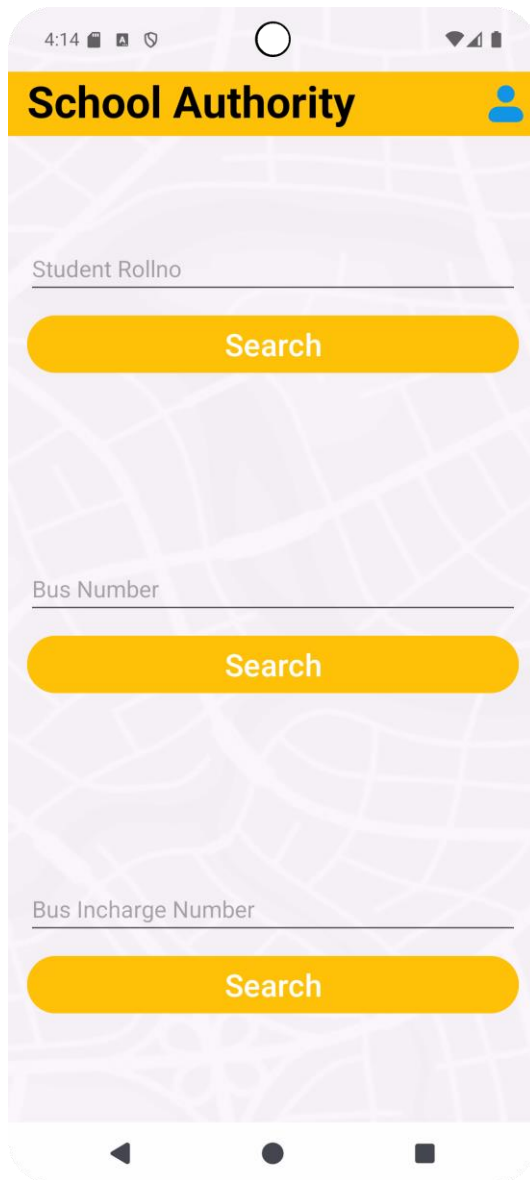 4:14
School Authority
Student Rollno
Search
Bus Number
Search
Bus Incharge Number
Search